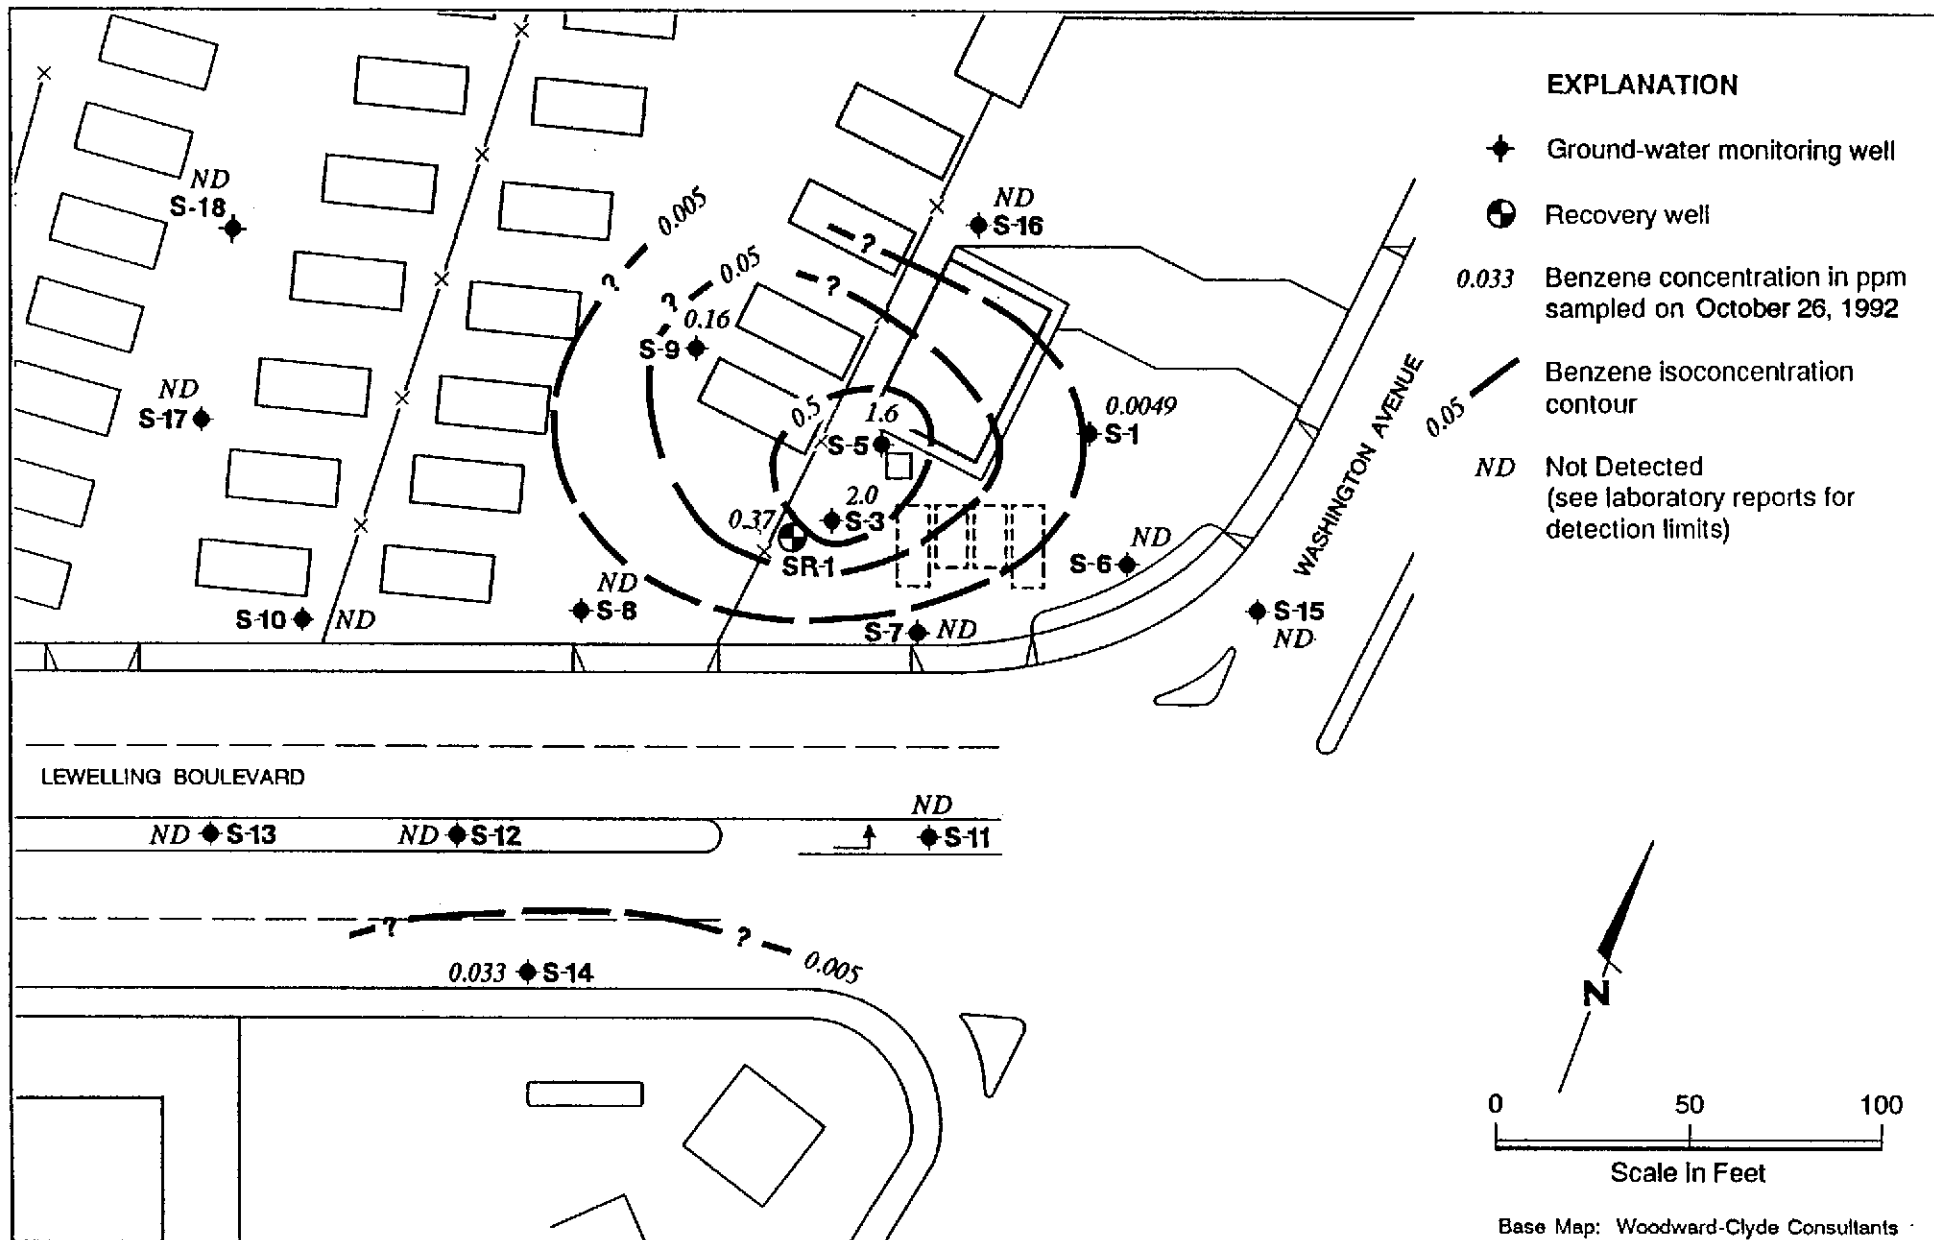 EXPLANATION
Ground-water monitoring well
Recovery well
0.033 Benzene concentration in ppm
sampled on October 26, 1992
0.05 Benzene isoconcentration
contour
ND Not Detected
(see laboratory reports for
detection limits)
ND
S-18
0.005
?
0.05
?
0.16
S-9
?
?
ND
S-16
ND
S-17
0.5
1.6
S-5
0.0049
S-1
2.0
S-3
0.37
SR-1
ND
S-6
WASHINGTON AVENUE
S-15
ND
ND
S-8
S-10 ND
S-7 ND
LEWELLING BOULEVARD
ND S-13
ND S-12
ND
S-11
?
?
0.005
0.033 S-14
N
0 50 100
Scale in Feet
Base Map: Woodward-Clyde Consultants